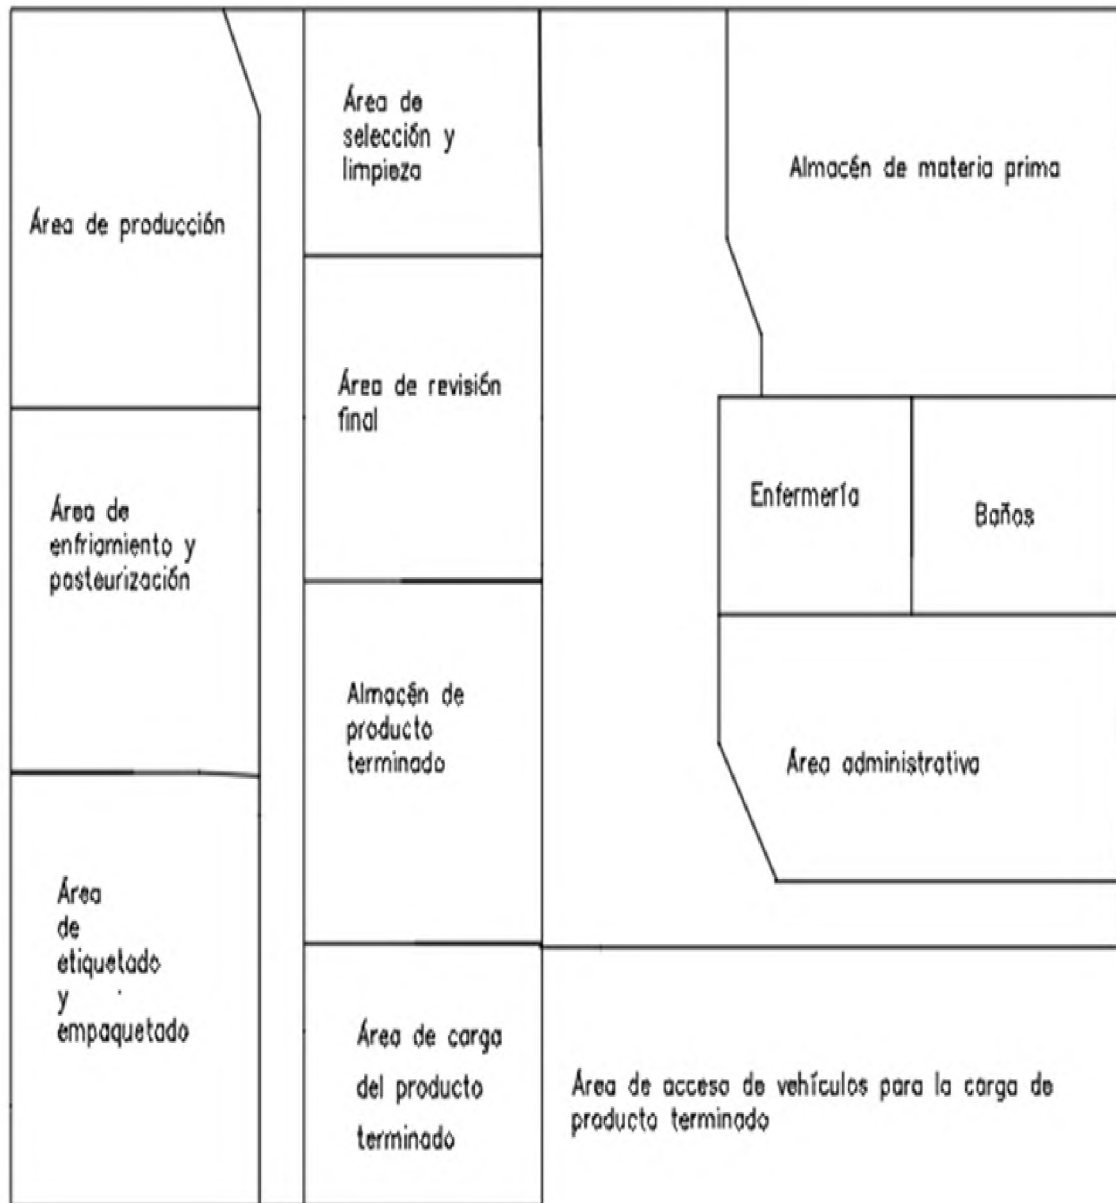 Área de producción
Área de
enfriamiento y
pasteurización
Área
de
etiquetado
y
empaquetado
Área de
selección y
limpieza
Área de revisión
final
Almacén de
producto
terminado
Área de carga
del producto
terminado
Almacén de materia prima
Enfermería
Baños
Área administrativa
Área de acceso de vehículos para la carga de
producto terminado